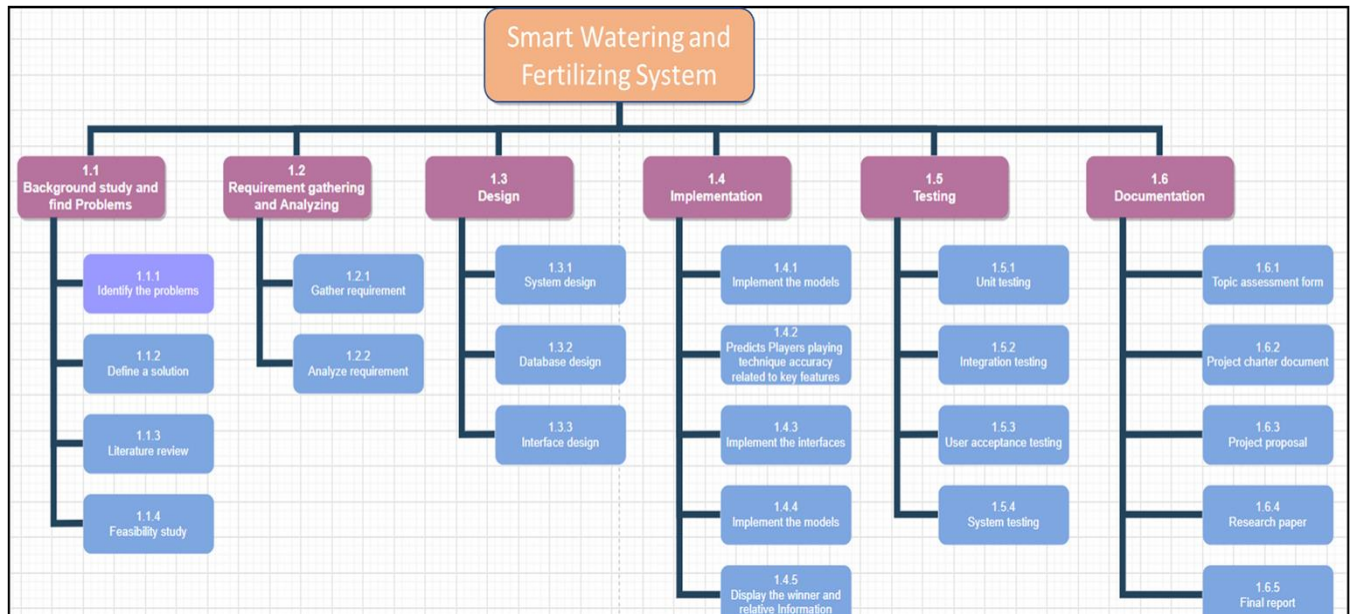 Smart Watering and
Fertilizing System
1.1
Background study and
find Problems
1.2
Requirement gathering
and Analyzing
1.3
Design
1.4
Implementation
1.5
Testing
1.6
Documentation
1.1.1
Identify the problems
1.1.2
Define a solution
1.1.3
Literature review
1.1.4
Feasibility study
1.2.1
Gather requirement
1.2.2
Analyze requirement
1.3.1
System design
1.3.2
Database design
1.3.3
Interface design
1.4.1
Implement the models
1.4.2
Predicts Players playing
technique accuracy
related to key features
1.4.3
Implement the interfaces
1.4.4
Implement the models
1.4.5
Display the winner and
relative Information
1.5.1
Unit testing
1.5.2
Integration testing
1.5.3
User acceptance testing
1.5.4
System testing
1.6.1
Topic assessment form
1.6.2
Project charter document
1.6.3
Project proposal
1.6.4
Research paper
1.6.5
Final report